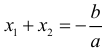 x₁ + x₂ = -b/a